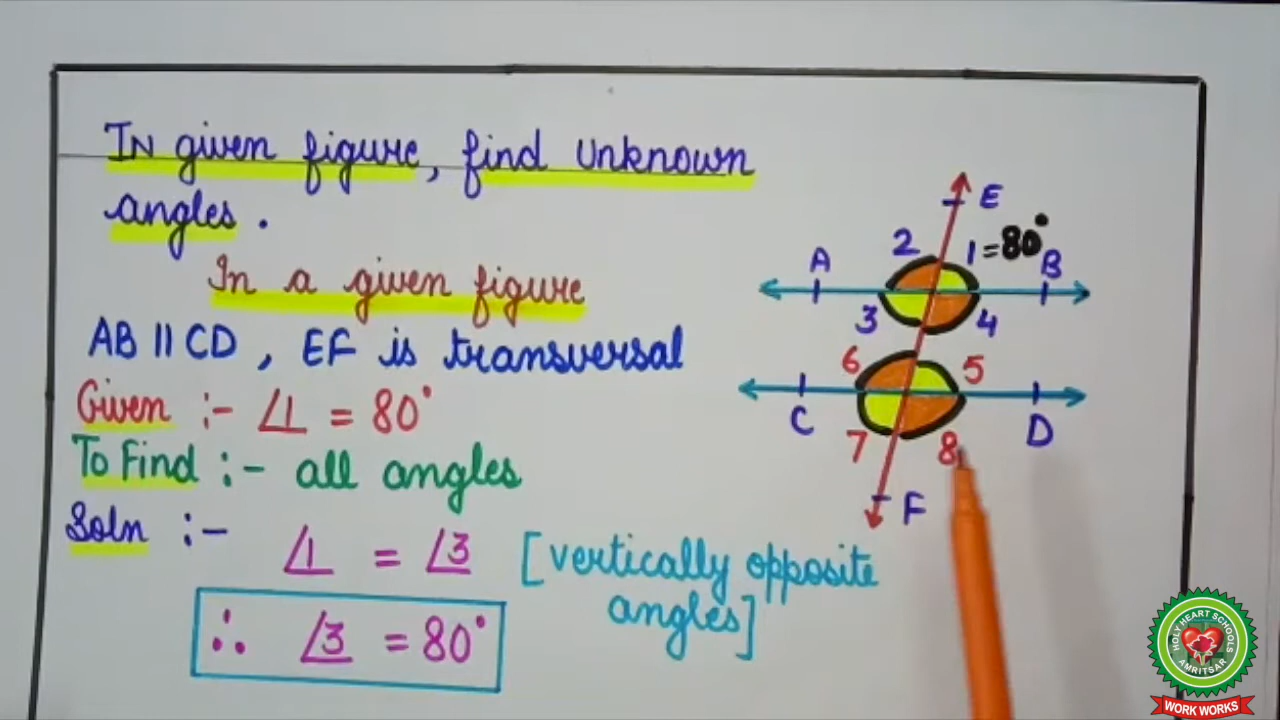 In given figure, find unknown
angles.
In a given figure
AB || CD, EF is transversal
Given :- ∠1 = 80°
To Find :- all angles
Soln :- 
∠1 = ∠3 [vertically opposite
angles]
∴ ∠3 = 80°
E
2 1 = 80°
A B
3 4
6 5
C D
7 8
F
HOLY HEART SCHOOLS
AMRITSAR
WORK WORKS